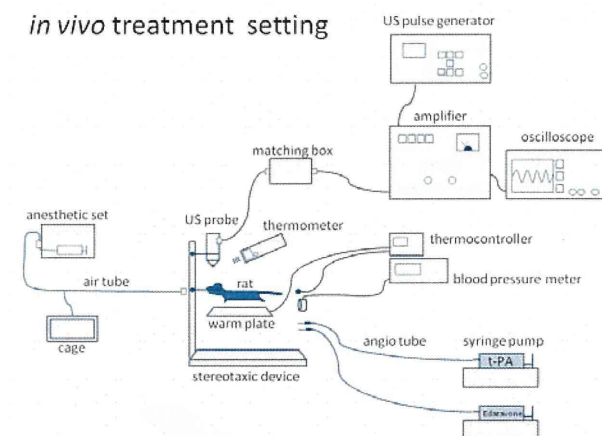 in vivo treatment setting
US pulse generator
amplifier
oscilloscope
matching box
anesthetic set
US probe
thermometer
thermocontroller
air tube
rat
blood pressure meter
warm plate
cage
angio tube
syringe pump
t-PA
stereotaxic device
Edaravone